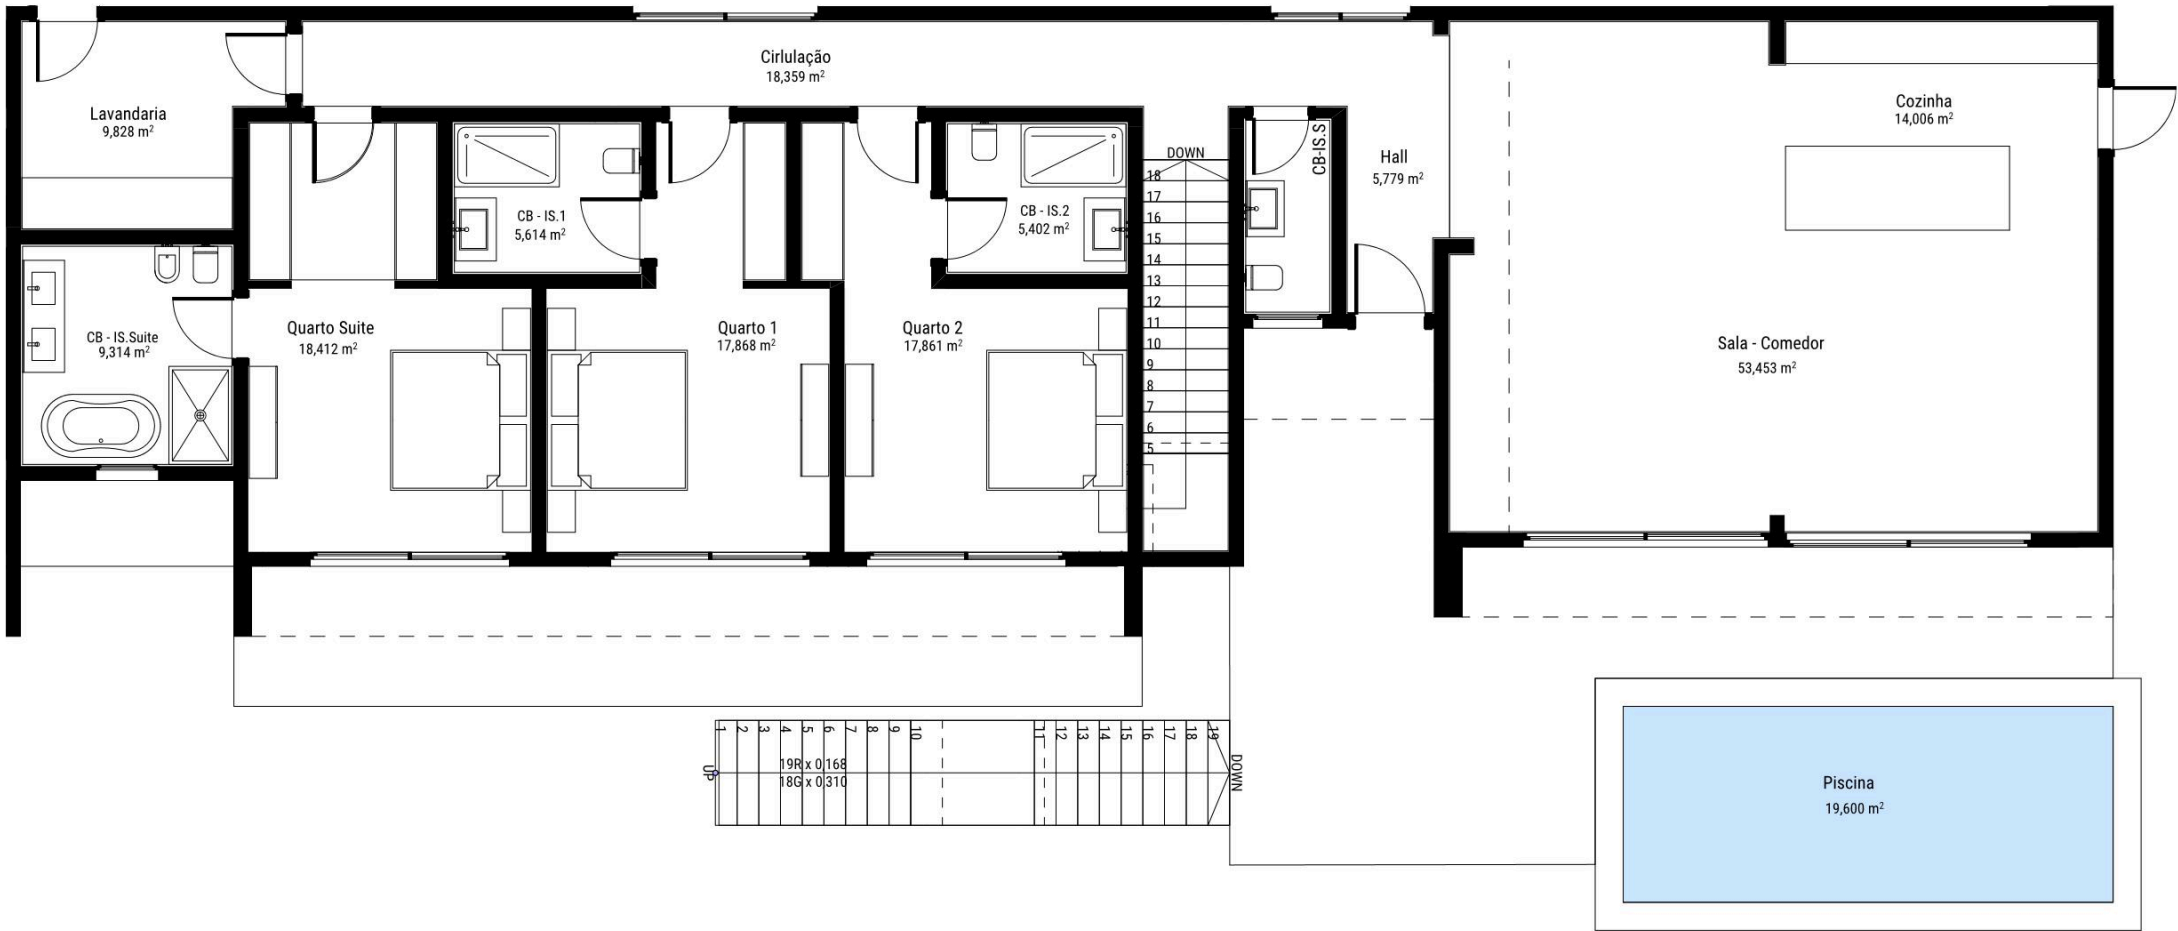 Cirlulação
18,359 m²
Lavandaria
9,828 m²
Cozinha
14,006 m²
CB-IS.S
DOWN
Hall
5,779 m²
18
17
16
15
14
13
12
11
10
9
8
7
6
5
CB - IS.1
5,614 m²
CB - IS.2
5,402 m²
CB - IS.Suite
9,314 m²
Quarto Suite
18,412 m²
Quarto 1
17,868 m²
Quarto 2
17,861 m²
Sala - Comedor
53,453 m²
1 2 3 4 5 6 7 8 9 10 11 12 13 14 15 16 17 18 19
UP
19R x 0,168
18G x 0,310
DOWN
Piscina
19,600 m²